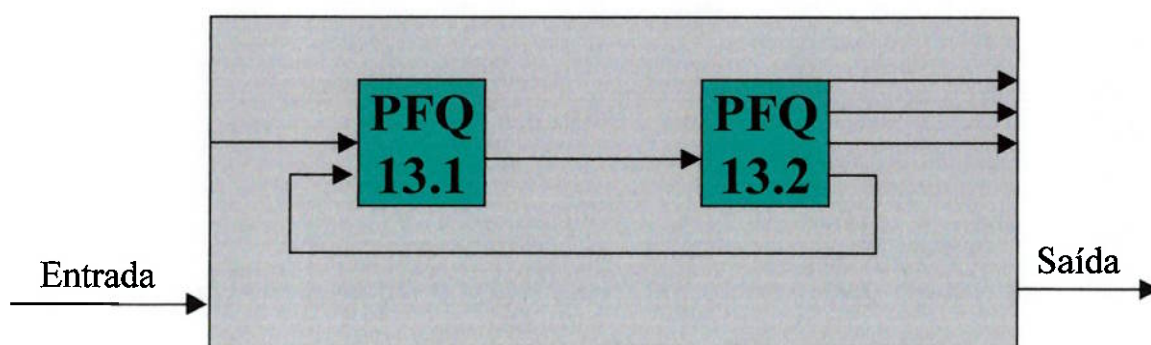 PFQ
13.1
PFQ
13.2
Entrada
Saída